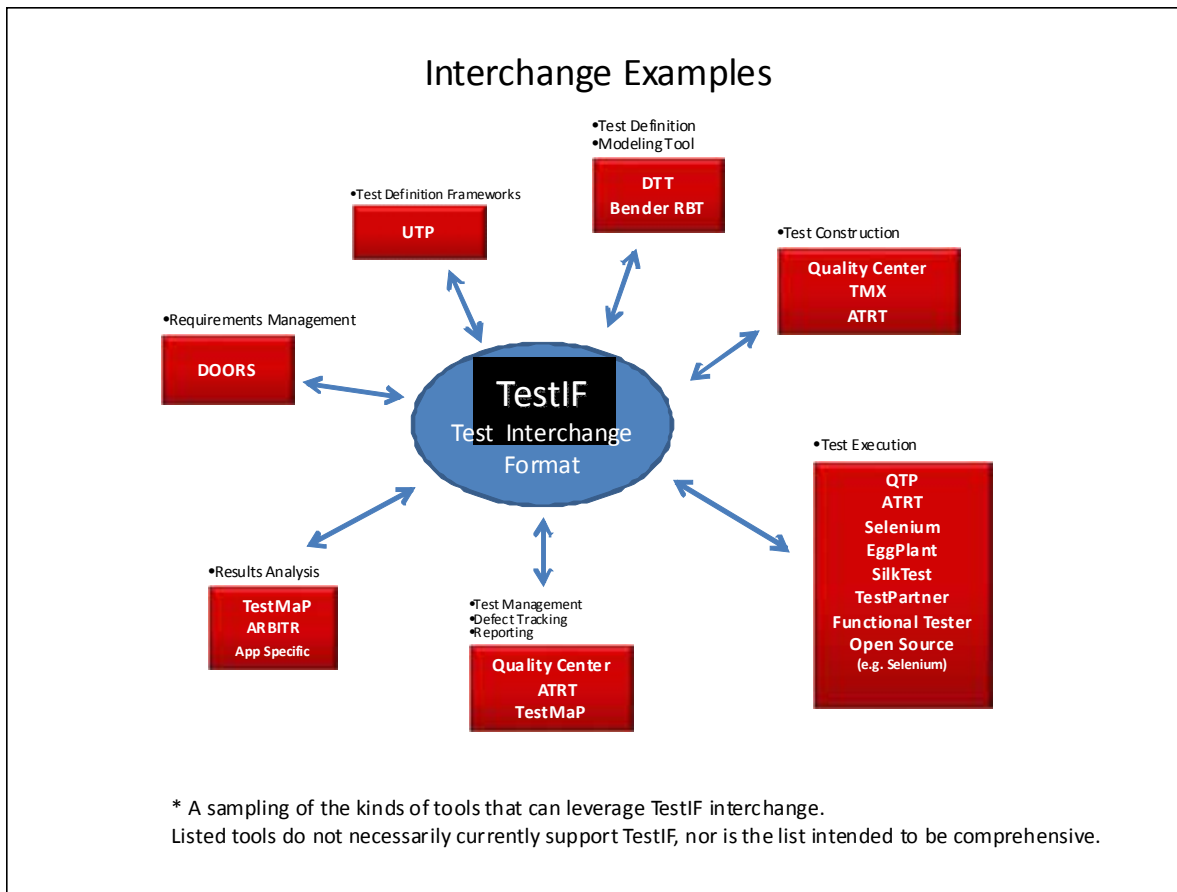 Interchange Examples
•Test Definition
•Modeling Tool
DTT
Bender RBT
•Test Definition Frameworks
UTP
•Test Construction
Quality Center
TMX
ATRT
•Requirements Management
DOORS
TestIF
Test Interchange
Format
•Test Execution
QTP
ATRT
Selenium
EggPlant
SilkTest
TestPartner
Functional Tester
Open Source
(e.g. Selenium)
•Results Analysis
TestMaP
ARBITR
App Specific
•Test Management
•Defect Tracking
•Reporting
Quality Center
ATRT
TestMaP
* A sampling of the kinds of tools that can leverage TestIF interchange.
Listed tools do not necessarily currently support TestIF, nor is the list intended to be comprehensive.